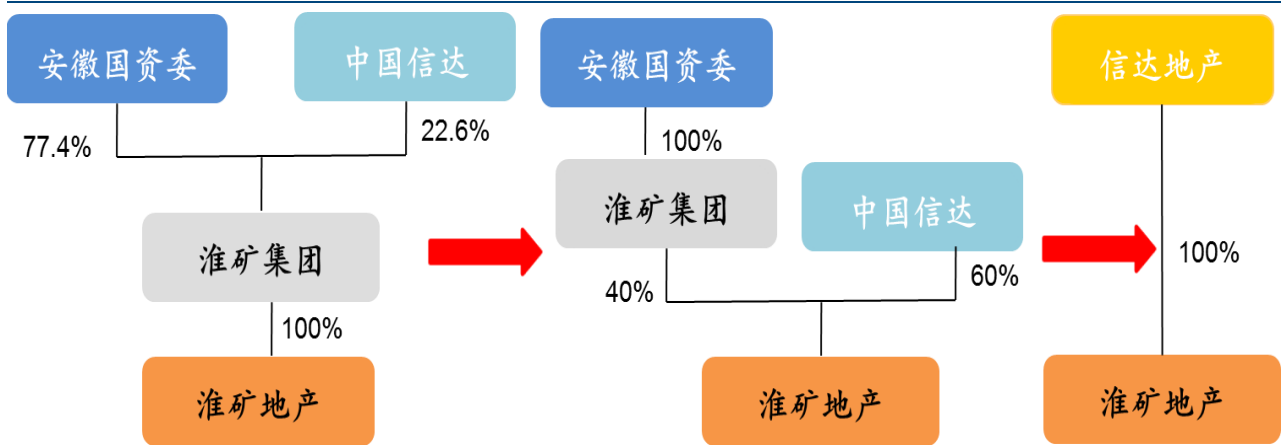 安徽国资委
中国信达
77.4%
22.6%
淮矿集团
100%
淮矿地产
安徽国资委
100%
淮矿集团
中国信达
40%
60%
淮矿地产
信达地产
100%
淮矿地产